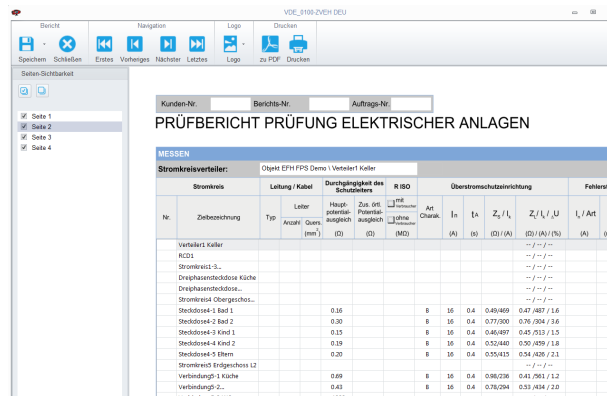 VDE_0100-ZVEH DEU
Bericht Navigation Logo Drucken
Speichern Schließen Erstes Vorheriges Nächster Letztes Logo zu PDF Drucken
Seiten-Sichtbarkeit
Seite 1
Seite 2
Seite 3
Seite 4
Kunden-Nr. Berichts-Nr. Auftrags-Nr.
PRÜFBERICHT PRÜFUNG ELEKTRISCHER ANLAGEN
MESSEN
Stromkreisverteiler: Objekt EFH FPS Demo \ Verteiler1 Keller
Stromkreis Leitung / Kabel Durchgängigkeit des Schutzleiters R ISO Überstromschutzeinrichtung Fehlerst
Nr. Zielbezeichnung Typ Leiter Anzahl Quers. (mm²) Haupt-potential-ausgleich (Ω) Zus. örtl. Potential-ausgleich (Ω) mit Verbraucher ohne Verbraucher (MΩ) Art Charak. In (A) tA (s) ZS / Ik (Ω) / (A) ZL/ Ik / △U (Ω) / (A) / (%) In / Art (A)
Verteiler1 Keller -- / -- / --
RCD1 -- / -- / --
Stromkreis1-3... -- / -- / --
Dreiphasensteckdose Küche -- / -- / --
Dreiphasensteckdose... -- / -- / --
Stromkreis4 Obergeschos... -- / -- / --
Steckdose4-1 Bad 1 0.16 B 16 0.4 0.49/469 0.47 /487 / 1.6
Steckdose4-2 Bad 2 0.30 B 16 0.4 0.77/300 0.76 /304 / 3.6
Steckdose4-3 Kind 1 0.15 B 16 0.4 0.46/497 0.45 /513 / 1.5
Steckdose4-4 Kind 2 0.19 B 16 0.4 0.52/440 0.50 /459 / 1.8
Steckdose4-5 Eltern 0.20 B 16 0.4 0.55/415 0.54 /426 / 2.1
Stromkreis5 Erdgeschoss L2 -- / -- / --
Verbindung5-1 Küche 0.69 B 16 0.4 0.98/236 0.41 /561 / 1.2
Verbindung5-2... 0.43 B 16 0.4 0.78/294 0.53 /434 / 2.0